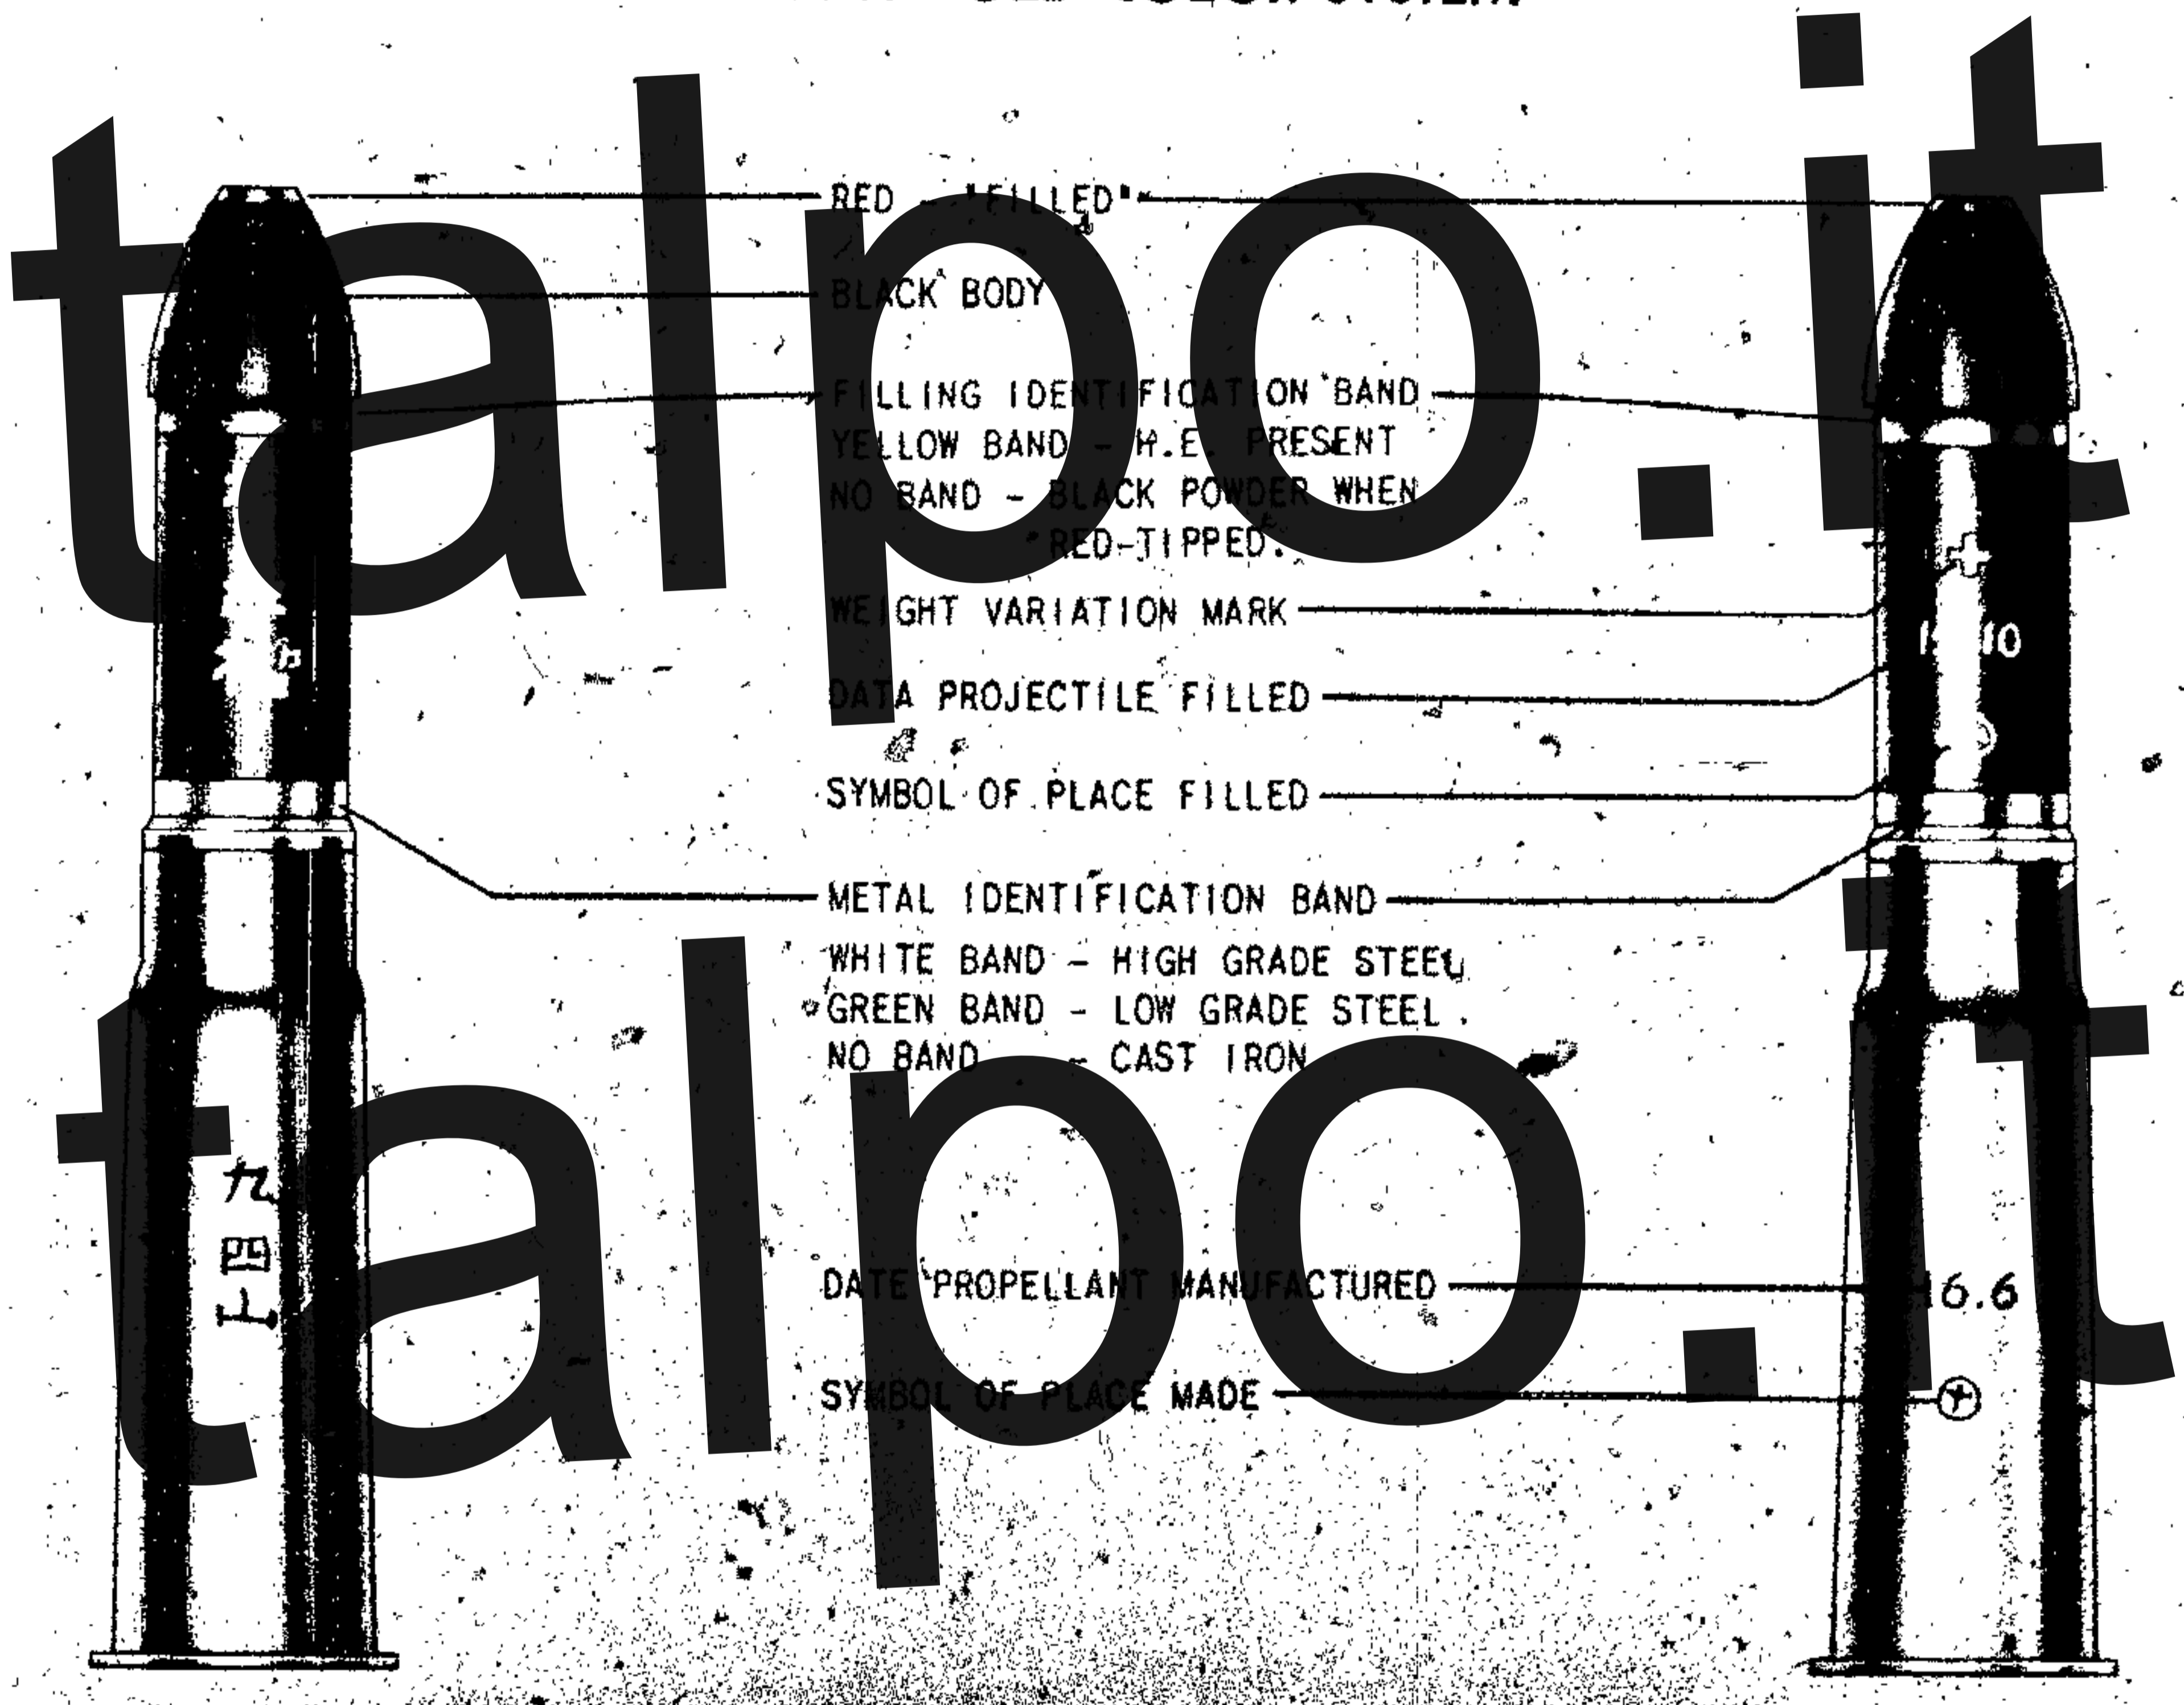 COLOR SYSTEM
RED - "FILLED"
BLACK BODY
FILLING IDENTIFICATION BAND
YELLOW BAND - H.E. PRESENT
NO BAND - BLACK POWDER WHEN
RED-TIPPED.
WEIGHT VARIATION MARK
DATA PROJECTILE FILLED
SYMBOL OF PLACE FILLED
METAL IDENTIFICATION BAND
WHITE BAND - HIGH GRADE STEEL
GREEN BAND - LOW GRADE STEEL.
NO BAND - CAST IRON
DATE PROPELLANT MANUFACTURED
SYMBOL OF PLACE MADE
九四下
16.6
talpo.it
talpo.it